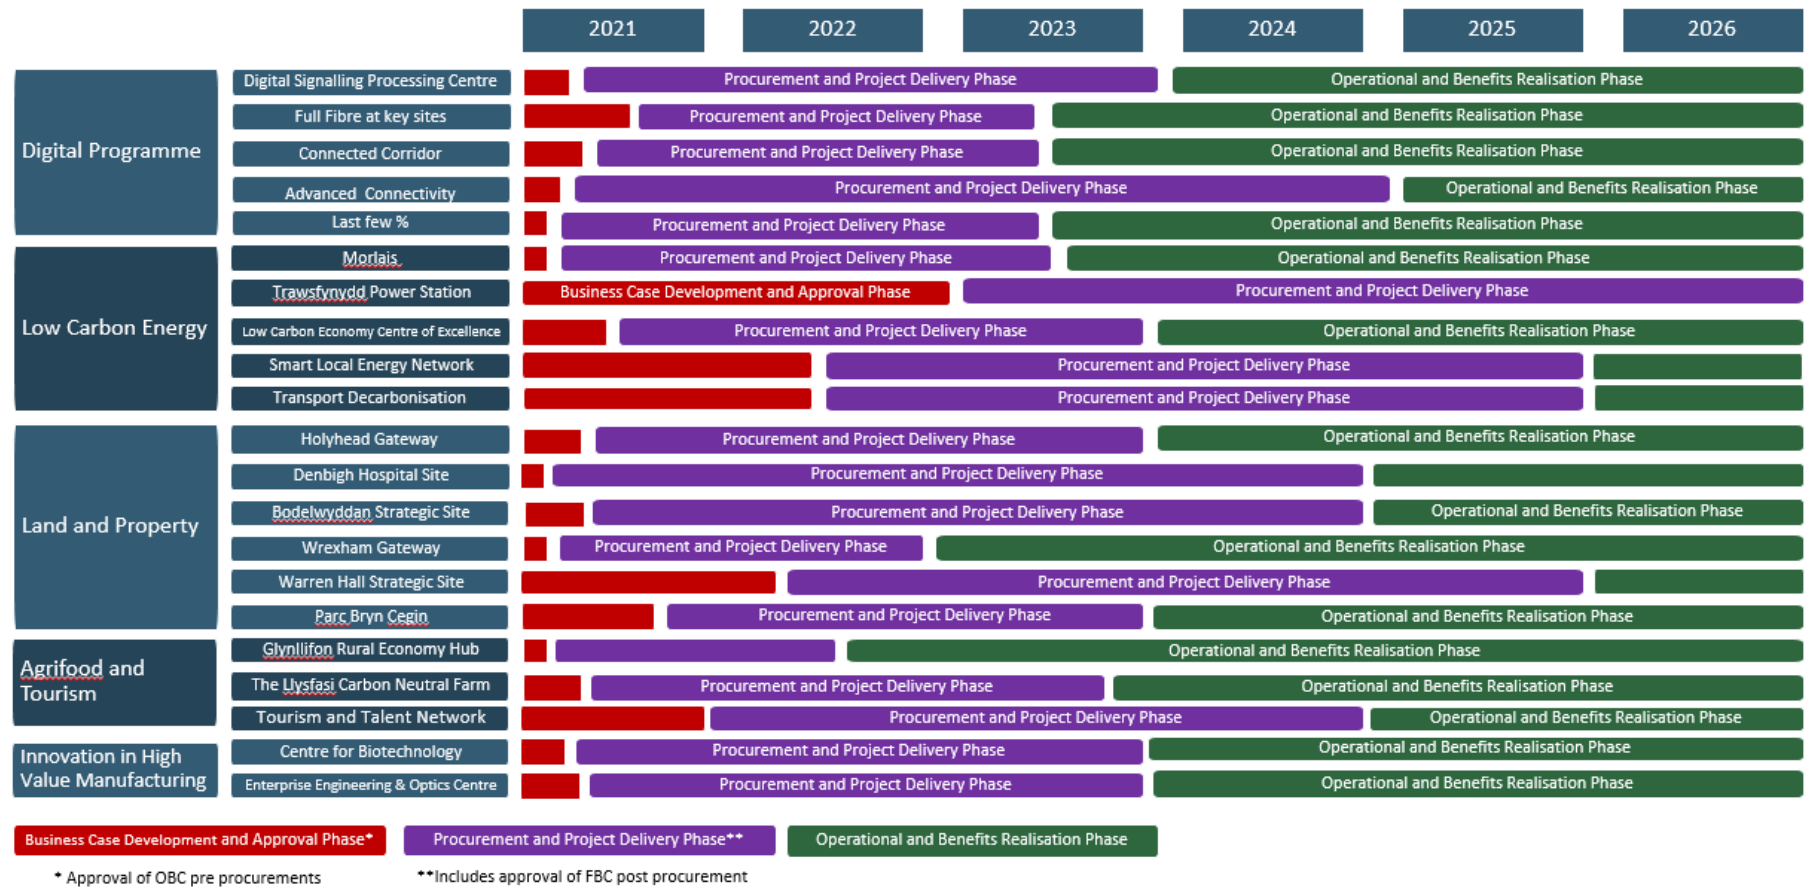 2021 2022 2023 2024 2025 2026
Digital Programme
Digital Signalling Processing Centre Procurement and Project Delivery Phase Operational and Benefits Realisation Phase
Full Fibre at key sites Procurement and Project Delivery Phase Operational and Benefits Realisation Phase
Connected Corridor Procurement and Project Delivery Phase Operational and Benefits Realisation Phase
Advanced Connectivity Procurement and Project Delivery Phase Operational and Benefits Realisation Phase
Last few % Procurement and Project Delivery Phase Operational and Benefits Realisation Phase
Low Carbon Energy
Morlais Procurement and Project Delivery Phase Operational and Benefits Realisation Phase
Trawsfynydd Power Station Business Case Development and Approval Phase Procurement and Project Delivery Phase
Low Carbon Economy Centre of Excellence Procurement and Project Delivery Phase Operational and Benefits Realisation Phase
Smart Local Energy Network Procurement and Project Delivery Phase
Transport Decarbonisation Procurement and Project Delivery Phase
Land and Property
Holyhead Gateway Procurement and Project Delivery Phase Operational and Benefits Realisation Phase
Denbigh Hospital Site Procurement and Project Delivery Phase
Bodelwyddan Strategic Site Procurement and Project Delivery Phase Operational and Benefits Realisation Phase
Wrexham Gateway Procurement and Project Delivery Phase Operational and Benefits Realisation Phase
Warren Hall Strategic Site Procurement and Project Delivery Phase
Parc Bryn Cegin Procurement and Project Delivery Phase Operational and Benefits Realisation Phase
Agrifood and
Tourism
Glynllifon Rural Economy Hub Operational and Benefits Realisation Phase
The Llysfasi Carbon Neutral Farm Procurement and Project Delivery Phase Operational and Benefits Realisation Phase
Tourism and Talent Network Procurement and Project Delivery Phase Operational and Benefits Realisation Phase
Innovation in High
Value Manufacturing
Centre for Biotechnology Procurement and Project Delivery Phase Operational and Benefits Realisation Phase
Enterprise Engineering & Optics Centre Procurement and Project Delivery Phase Operational and Benefits Realisation Phase
Business Case Development and Approval Phase* Procurement and Project Delivery Phase** Operational and Benefits Realisation Phase
* Approval of OBC pre procurements **Includes approval of FBC post procurement